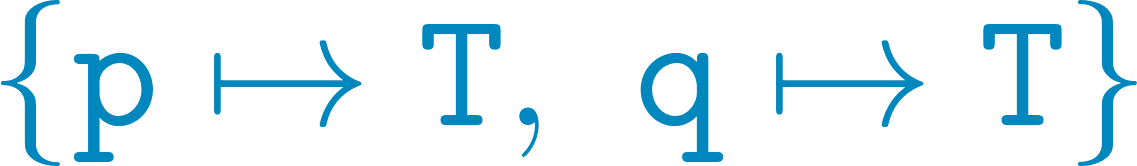 {p ↦ T, q ↦ T}